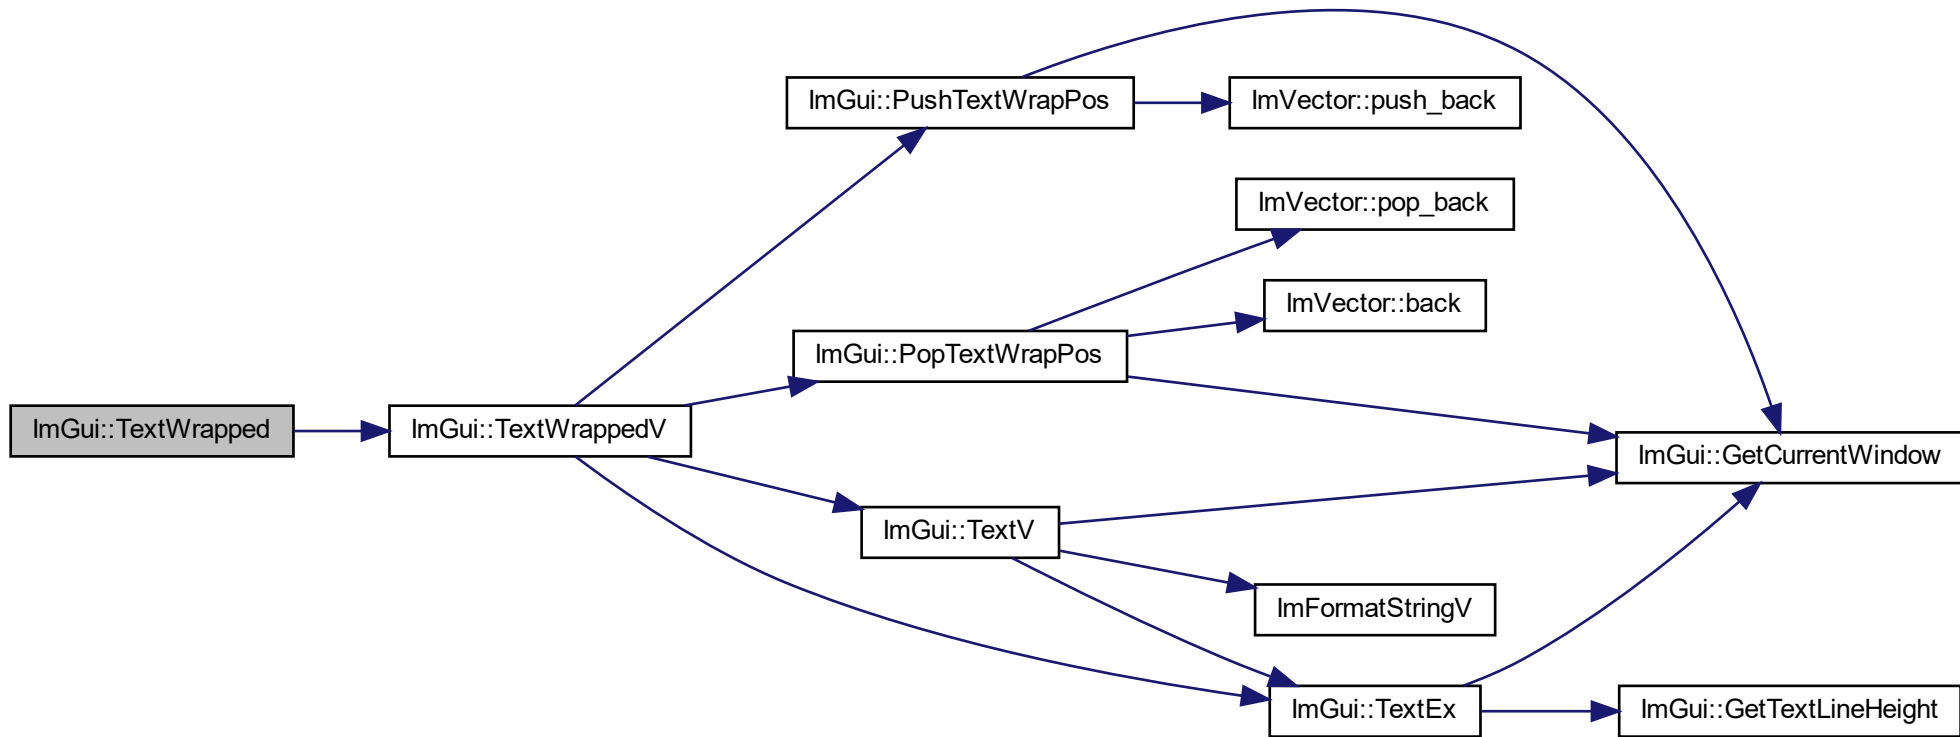 ImGui::TextWrapped
ImGui::TextWrappedV
ImGui::PushTextWrapPos
ImVector::push_back
ImVector::pop_back
ImVector::back
ImGui::PopTextWrapPos
ImGui::GetCurrentWindow
ImGui::TextV
ImFormatStringV
ImGui::TextEx
ImGui::GetTextLineHeight